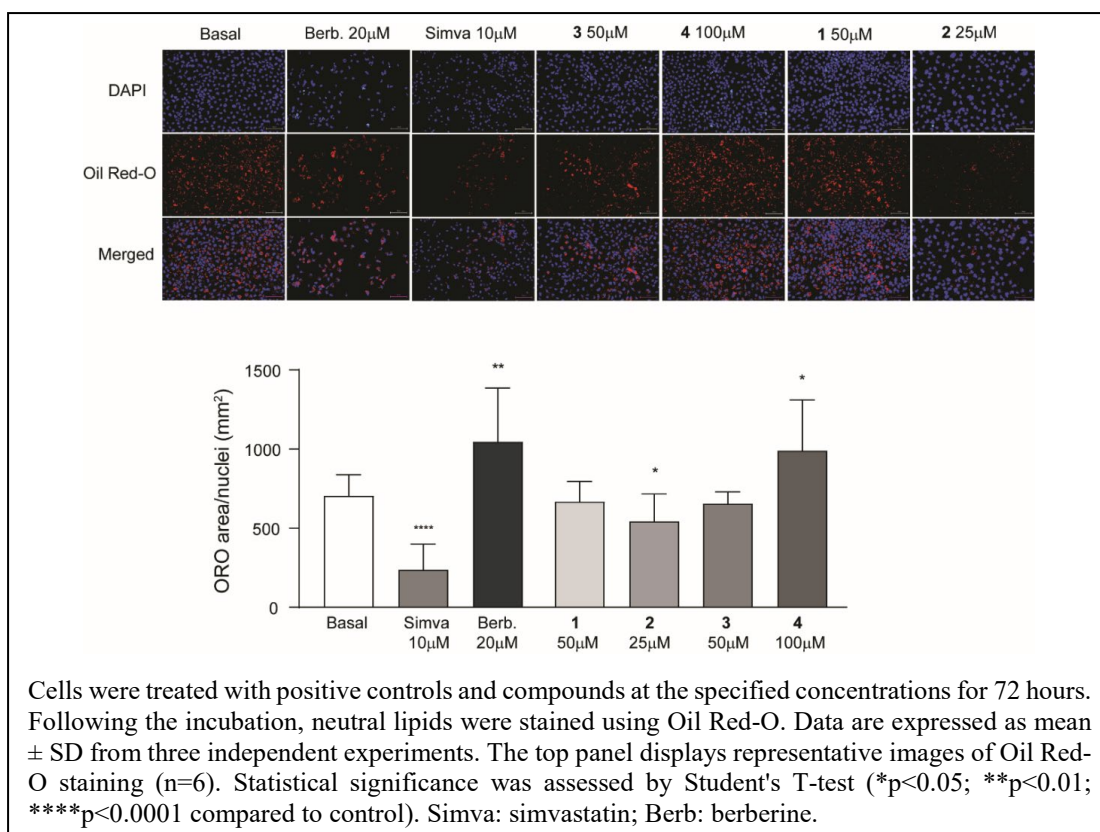 Basal Berb. 20μM Simva 10μM 3 50μM 4 100μM 1 50μM 2 25μM
DAPI
Oil Red-O
Merged
ORO area/nuclei (mm²)
1500
1000
500
0
**** ** * *
Basal Simva Berb. 1 2 3 4
10μM 20μM 50μM 25μM 50μM 100μM
Cells were treated with positive controls and compounds at the specified concentrations for 72 hours.
Following the incubation, neutral lipids were stained using Oil Red-O. Data are expressed as mean
± SD from three independent experiments. The top panel displays representative images of Oil Red-
O staining (n=6). Statistical significance was assessed by Student's T-test (*p<0.05; **p<0.01;
****p<0.0001 compared to control). Simva: simvastatin; Berb: berberine.